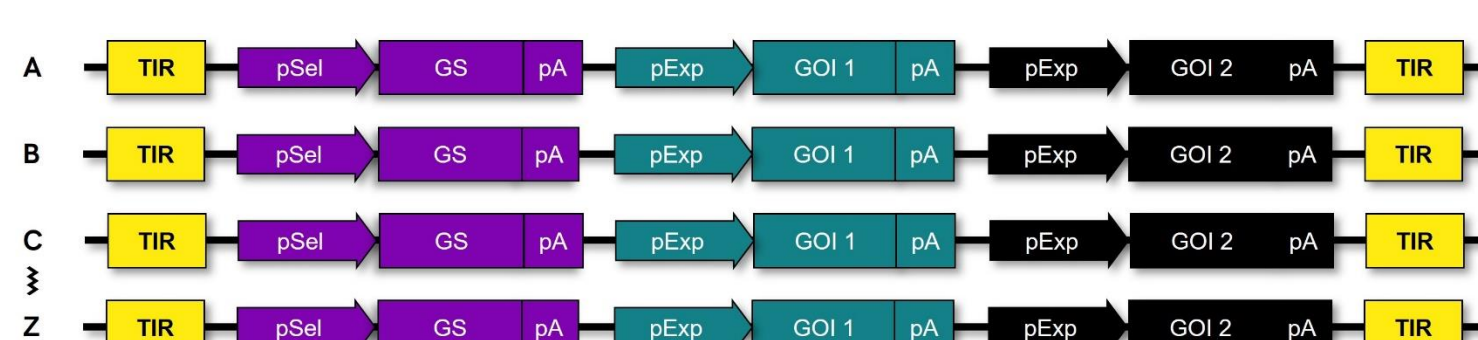 A TIR pSel GS pA pExp GOI 1 pA pExp GOI 2 pA TIR
B TIR pSel GS pA pExp GOI 1 pA pExp GOI 2 pA TIR
C TIR pSel GS pA pExp GOI 1 pA pExp GOI 2 pA TIR
Z TIR pSel GS pA pExp GOI 1 pA pExp GOI 2 pA TIR